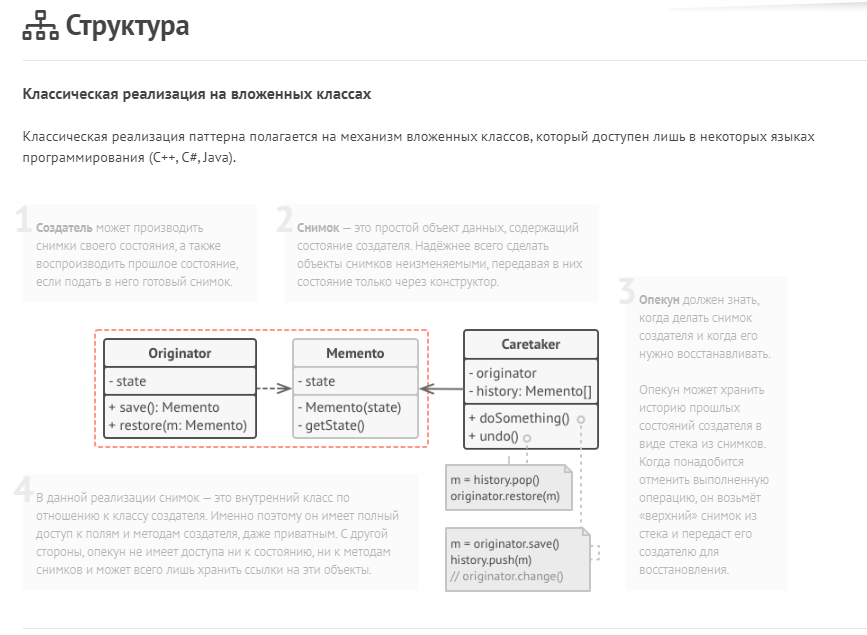 Структура
Классическая реализация на вложенных классах
Классическая реализация паттерна полагается на механизм вложенных классов, который доступен лишь в некоторых языках
программирования (C++, C#, Java).
1
Создатель может производить
снимки своего состояния, а также
воспроизводить прошлое состояние,
если подать в него готовый снимок.
2
Снимок — это простой объект данных, содержащий
состояние создателя. Надёжнее всего сделать
объекты снимков неизменяемыми, передавая в них
состояние только через конструктор.
3
Опекун должен знать,
когда делать снимок
создателя и когда его
нужно восстанавливать.
Опекун может хранить
историю прошлых
состояний создателя в
виде стека из снимков.
Когда понадобится
отменить выполненную
операцию, он возьмёт
«верхний» снимок из
стека и передаст его
создателю для
восстановления.
Originator
- state
+ save(): Memento
+ restore(m: Memento)
Memento
- state
- Memento(state)
- getState()
Caretaker
- originator
- history: Memento[]
+ doSomething()
+ undo()
m = history.pop()
originator.restore(m)
m = originator.save()
history.push(m)
// originator.change()
4
В данной реализации снимок — это внутренний класс по
отношению к классу создателя. Именно поэтому он имеет полный
доступ к полям и методам создателя, даже приватным. С другой
стороны, опекун не имеет доступа ни к состоянию, ни к методам
снимков и может всего лишь хранить ссылки на эти объекты.